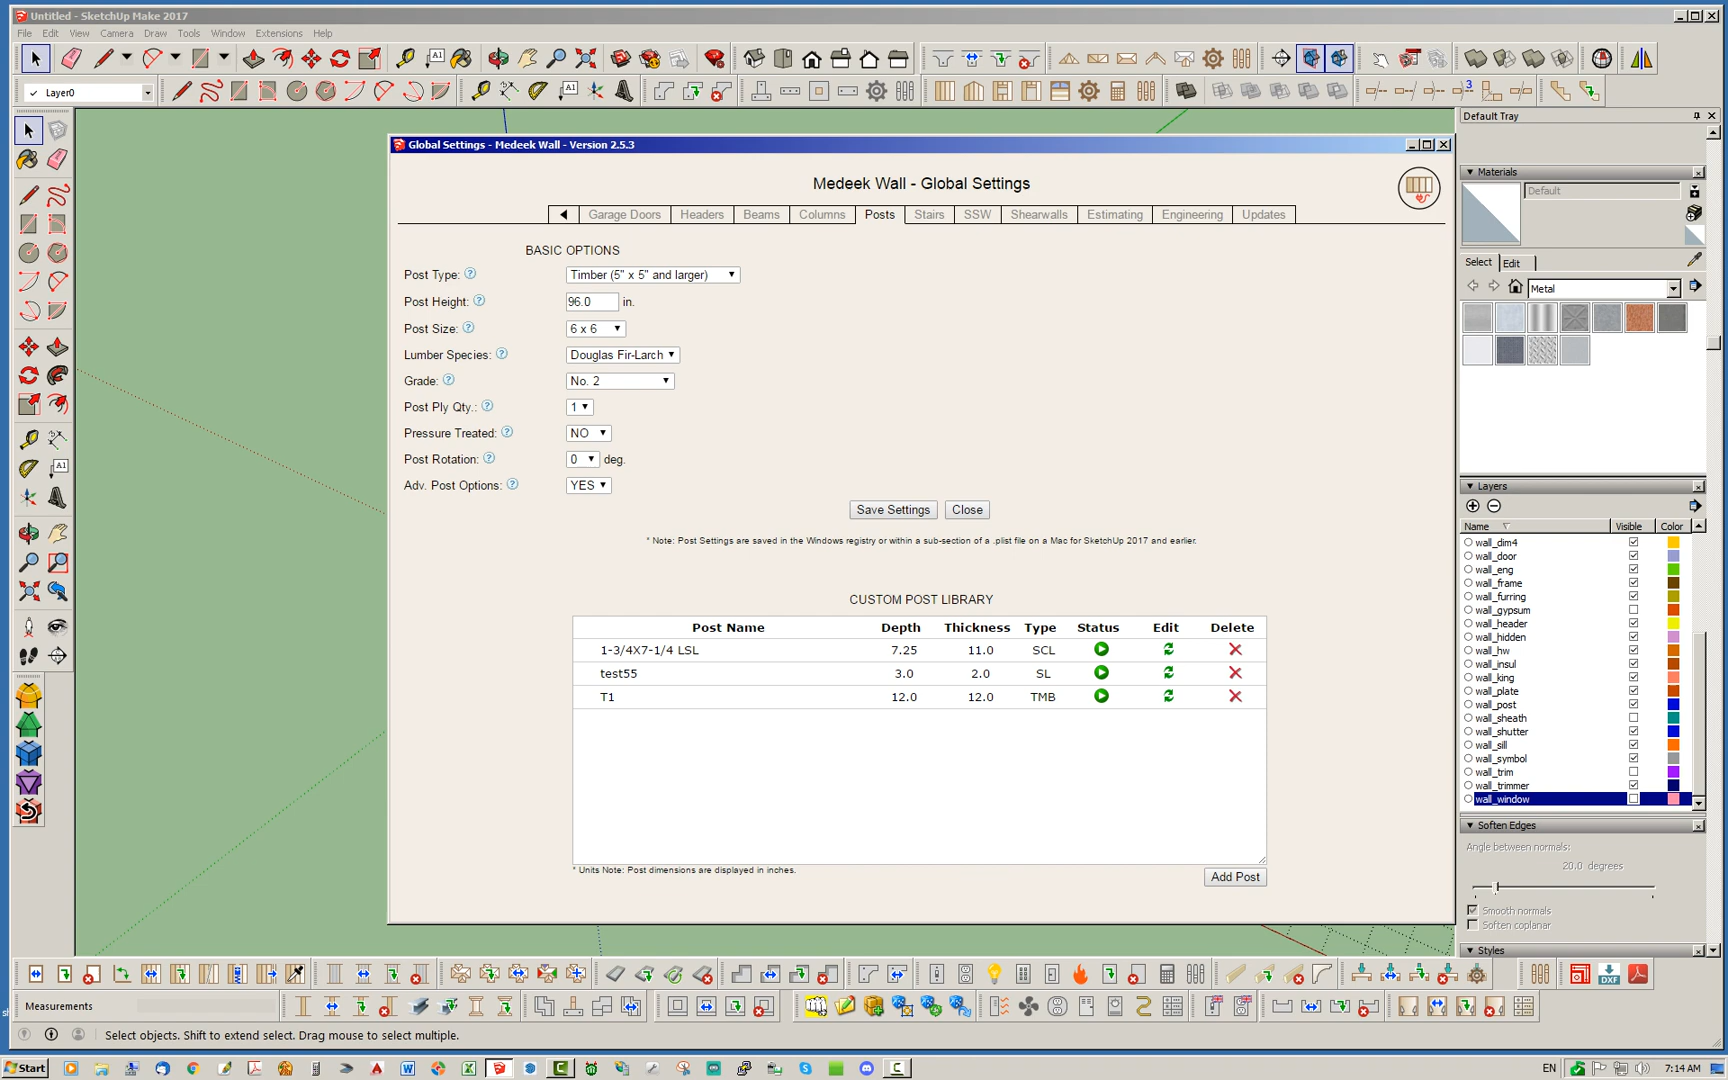 Untitled - SketchUp Make 2017
File Edit View Camera Draw Tools Window Extensions Help
Layer0
Default Tray
Global Settings - Medeek Wall - Version 2.5.3
Medeek Wall - Global Settings
Garage Doors Headers Beams Columns Posts Stairs SSW Shearwalls Estimating Engineering Updates
BASIC OPTIONS
Post Type: Timber (5" x 5" and larger)
Post Height: 96.0 in.
Post Size: 6 x 6
Lumber Species: Douglas Fir-Larch
Grade: No. 2
Post Ply Qty.: 1
Pressure Treated: NO
Post Rotation: 0 deg.
Adv. Post Options: YES
Save Settings Close
* Note: Post Settings are saved in the Windows registry or within a sub-section of a .plist file on a Mac for SketchUp 2017 and earlier.
CUSTOM POST LIBRARY
Post Name Depth Thickness Type Status Edit Delete
1-3/4X7-1/4 LSL 7.25 11.0 SCL
test55 3.0 2.0 SL
T1 12.0 12.0 TMB
* Units Note: Post dimensions are displayed in inches.
Add Post
Materials
Default
Select Edit
Metal
Layers
Name Visible Color
wall_dim4
wall_door
wall_eng
wall_frame
wall_furring
wall_gypsum
wall_header
wall_hidden
wall_hw
wall_insul
wall_king
wall_plate
wall_post
wall_sheath
wall_shutter
wall_sill
wall_symbol
wall_trim
wall_trimmer
wall_window
Soften Edges
Angle between normals:
20.0 degrees
Smooth normals
Soften coplanar
Styles
Measurements
Select objects. Shift to extend select. Drag mouse to select multiple.
Start
EN
7:14 AM